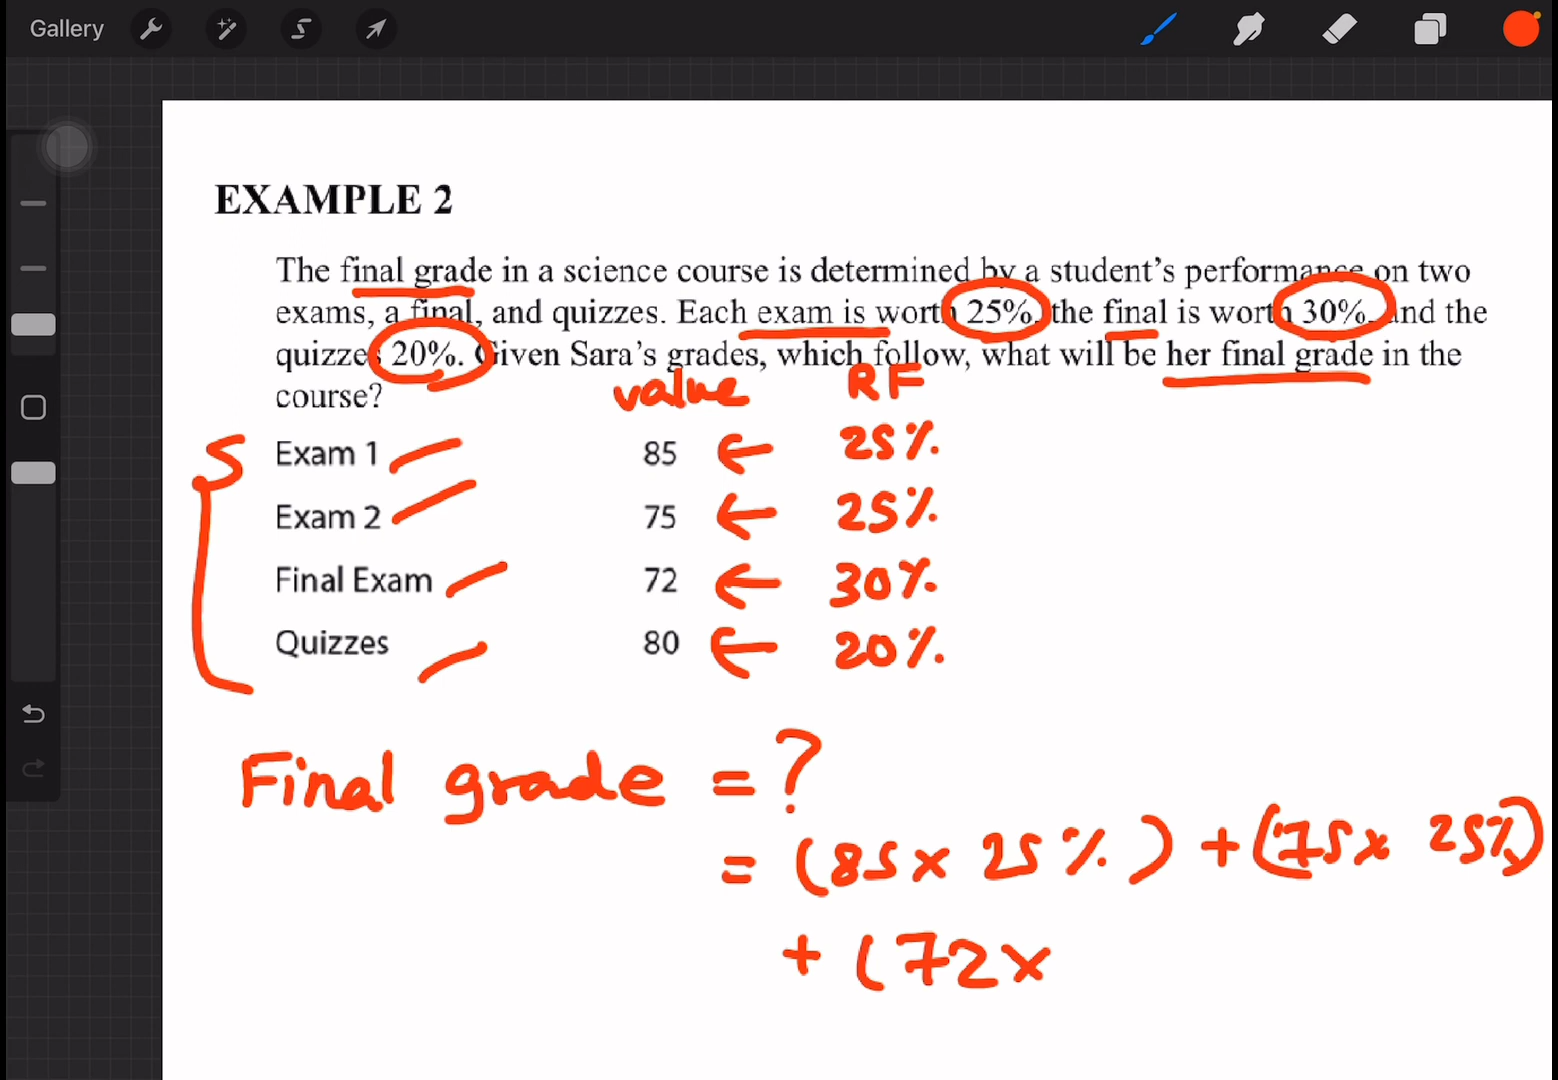 Gallery
EXAMPLE 2
The final grade in a science course is determined by a student's performance on two
exams, a final, and quizzes. Each exam is worth 25%, the final is worth 30%, and the
quizzes 20%. Given Sara's grades, which follow, what will be her final grade in the
course?
value RF
Exam 1 85 ← 25%
Exam 2 75 ← 25%
Final Exam 72 ← 30%
Quizzes 80 ← 20%
Final grade = ?
= (85 x 25%) + (75 x 25%)
+ (72 x